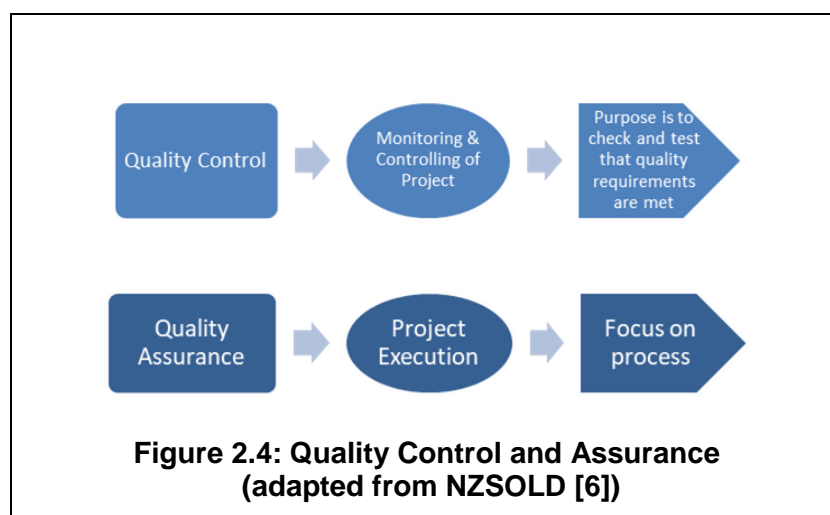 Quality Control
Monitoring &
Controlling of
Project
Purpose is to
check and test
that quality
requirements
are met
Quality
Assurance
Project
Execution
Focus on
process
Figure 2.4: Quality Control and Assurance
(adapted from NZSOLD [6])